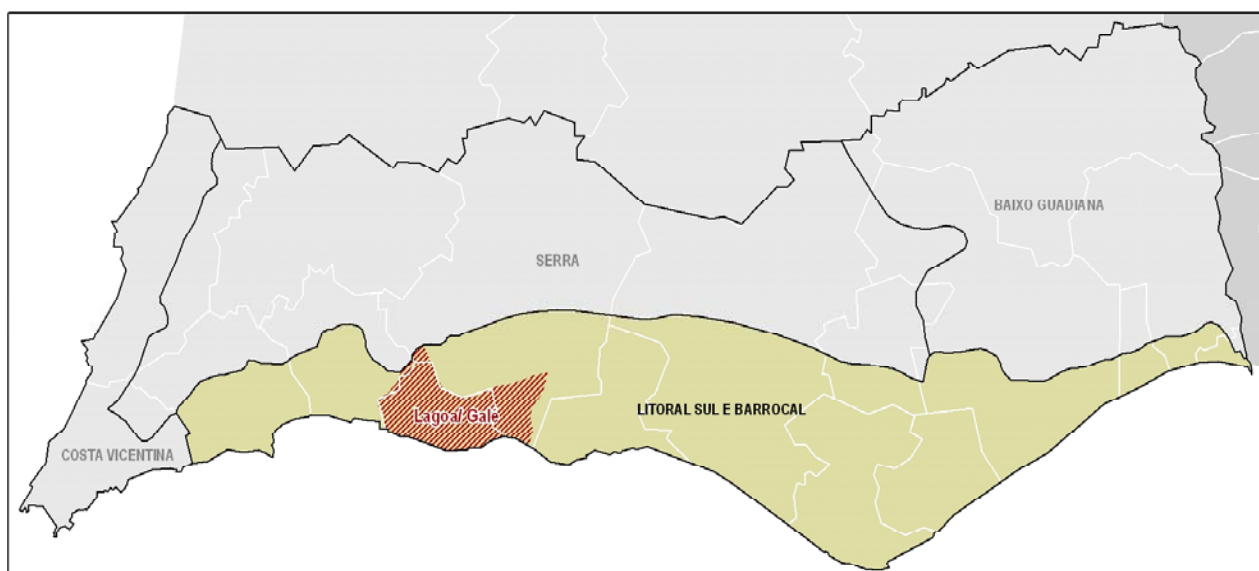 BAIXO GUADIANA
SERRA
LITORAL SUL E BARROCAL
Lagoa/ Galé
COSTA VICENTINA